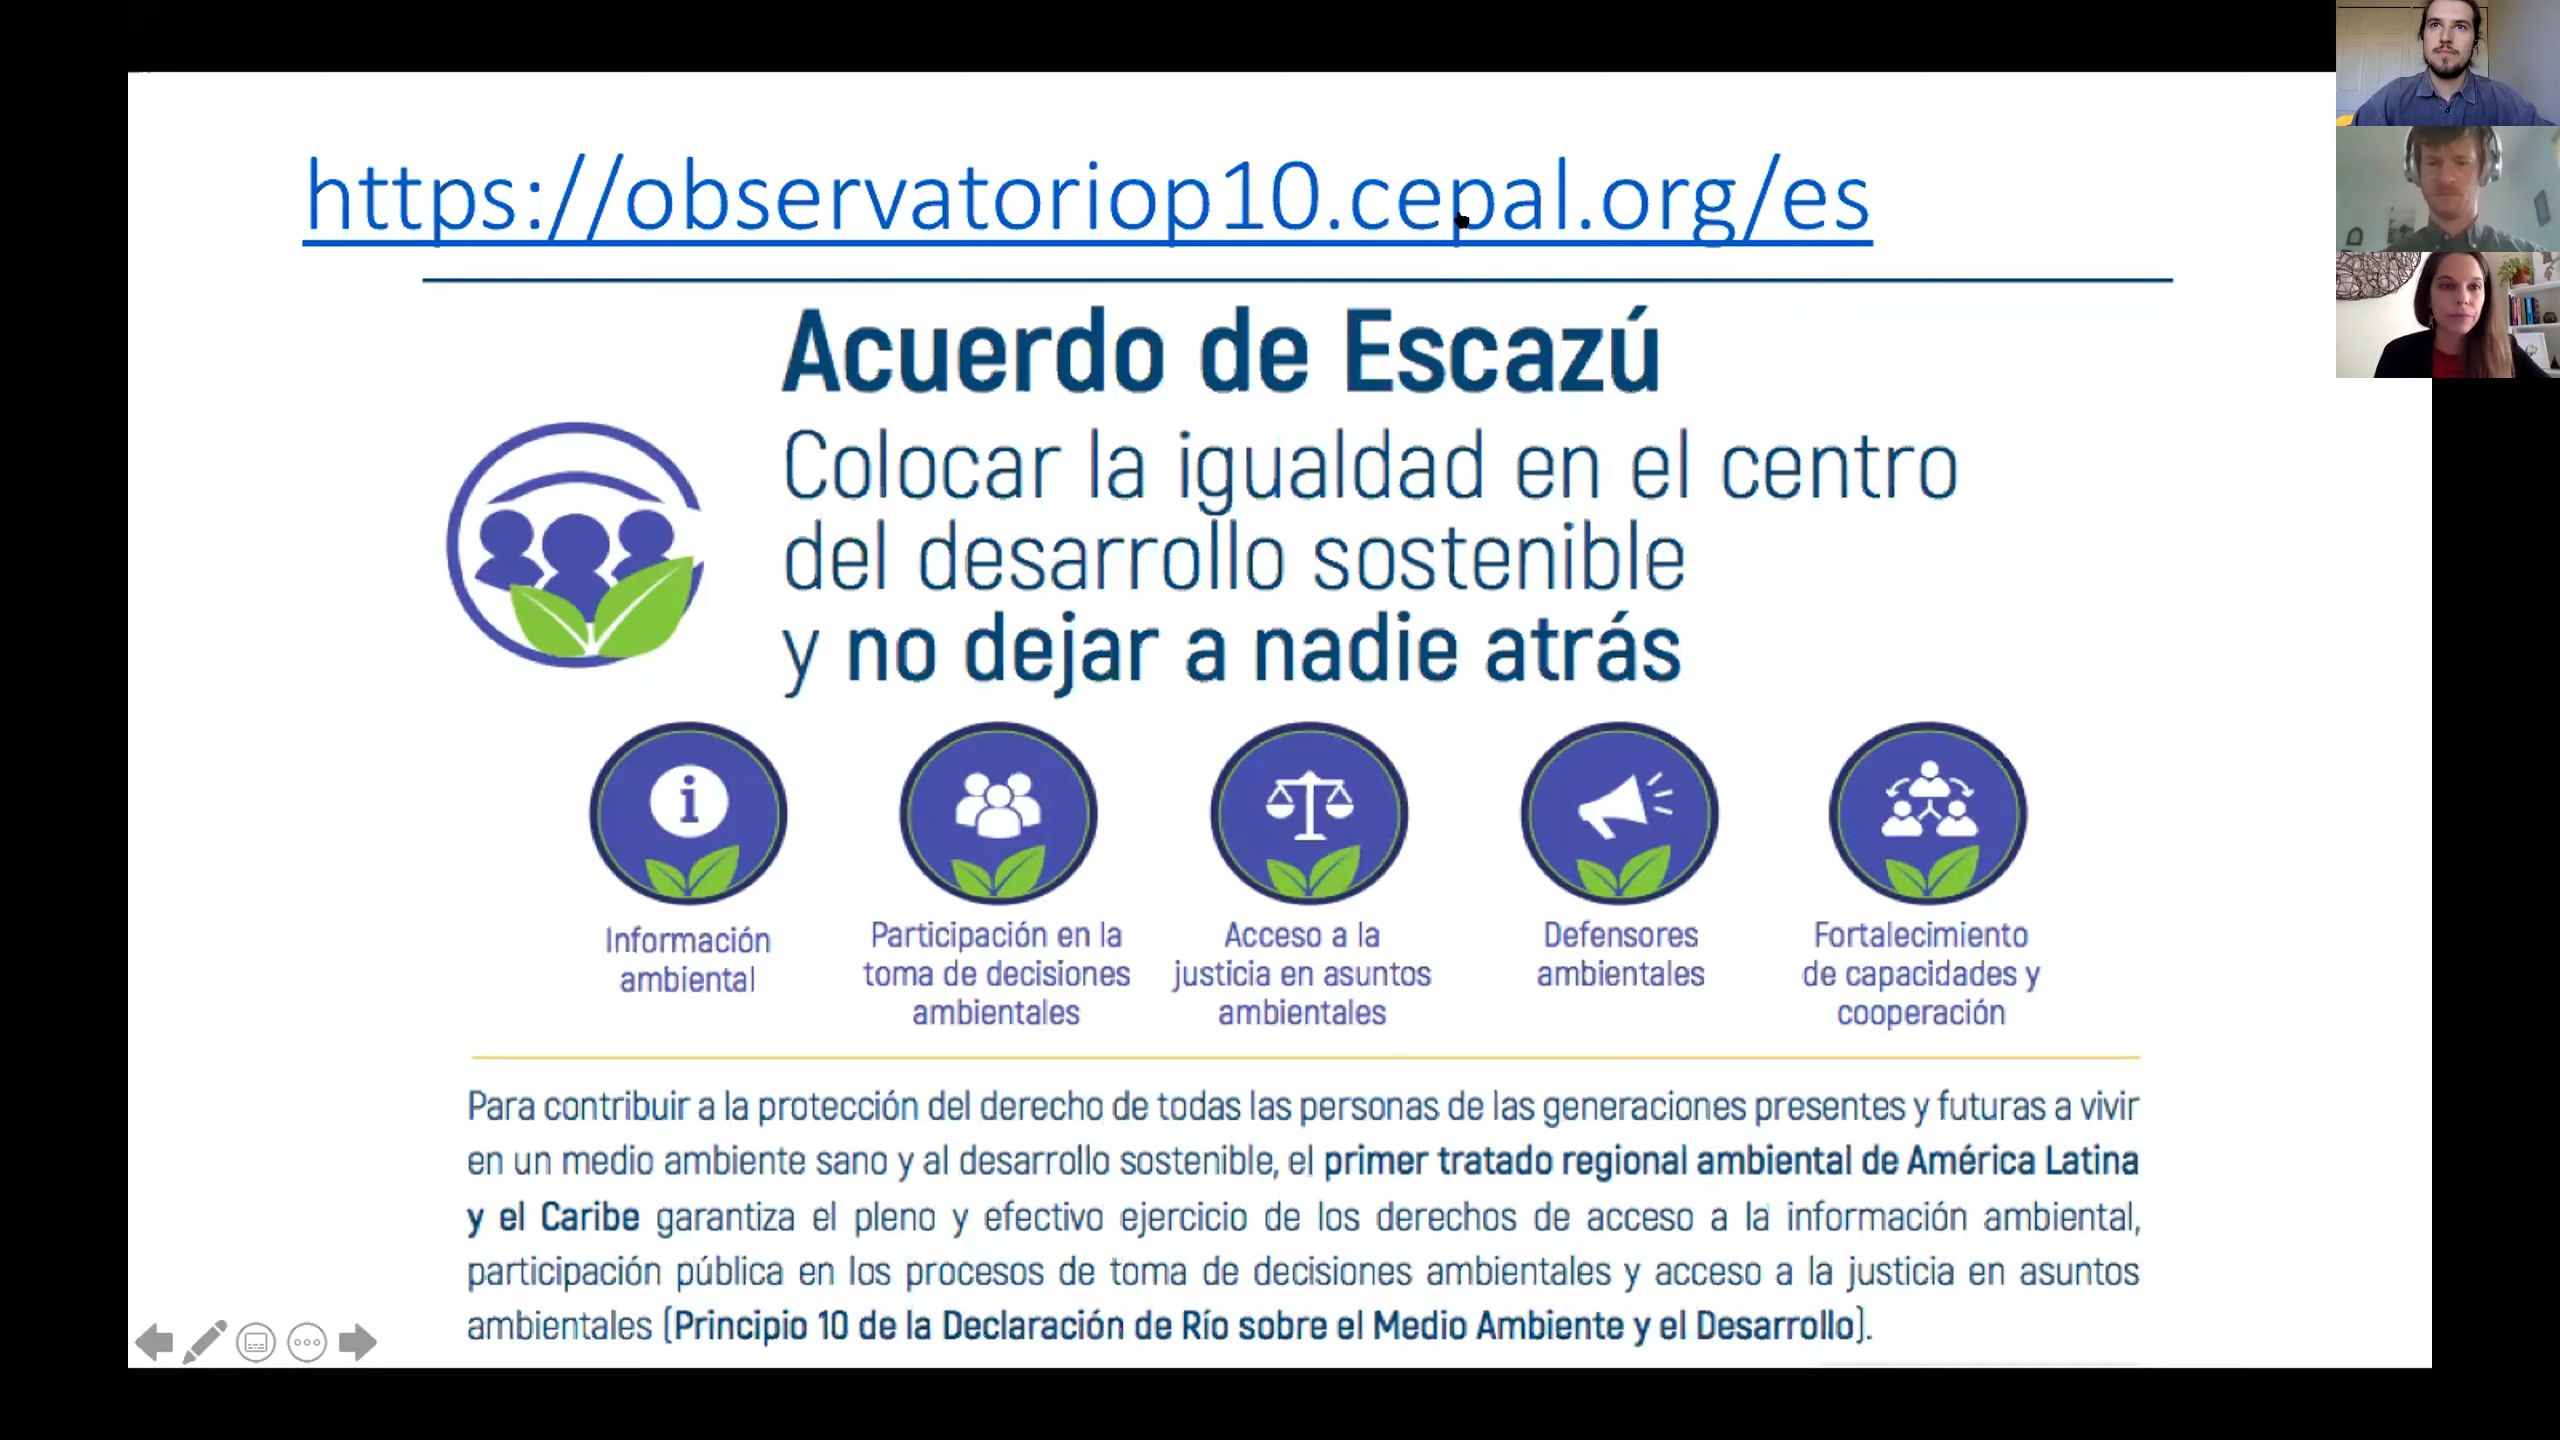 https://observatoriop10.cepal.org/es
Acuerdo de Escazú
Colocar la igualdad en el centro
del desarrollo sostenible
y no dejar a nadie atrás
Información
ambiental
Participación en la
toma de decisiones
ambientales
Acceso a la
justicia en asuntos
ambientales
Defensores
ambientales
Fortalecimiento
de capacidades y
cooperación
Para contribuir a la protección del derecho de todas las personas de las generaciones presentes y futuras a vivir
en un medio ambiente sano y al desarrollo sostenible, el primer tratado regional ambiental de América Latina
y el Caribe garantiza el pleno y efectivo ejercicio de los derechos de acceso a la información ambiental,
participación pública en los procesos de toma de decisiones ambientales y acceso a la justicia en asuntos
ambientales (Principio 10 de la Declaración de Río sobre el Medio Ambiente y el Desarrollo).